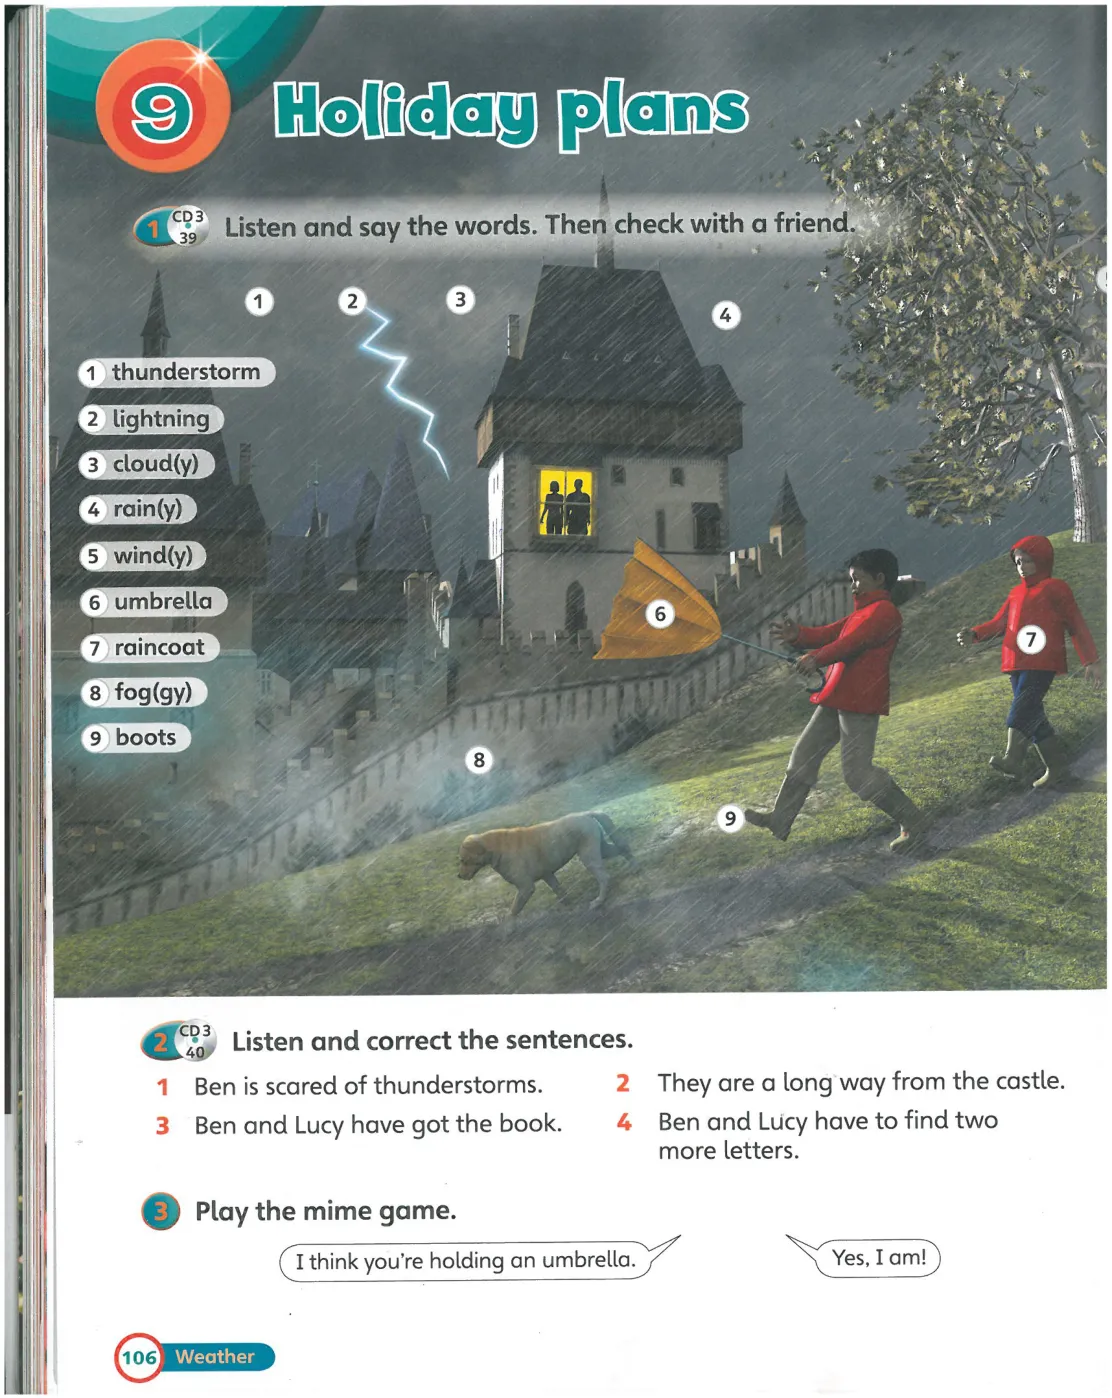 9
Holiday plans
1 CD 3 39 Listen and say the words. Then check with a friend.
1
2
3
4
1 thunderstorm
2 lightning
3 cloud(y)
4 rain(y)
5 wind(y)
6 umbrella
7 raincoat
8 fog(gy)
9 boots
6
7
8
9
2 CD 3 40 Listen and correct the sentences.
1 Ben is scared of thunderstorms.
2 They are a long way from the castle.
3 Ben and Lucy have got the book.
4 Ben and Lucy have to find two
more letters.
3 Play the mime game.
I think you're holding an umbrella.
Yes, I am!
106 Weather